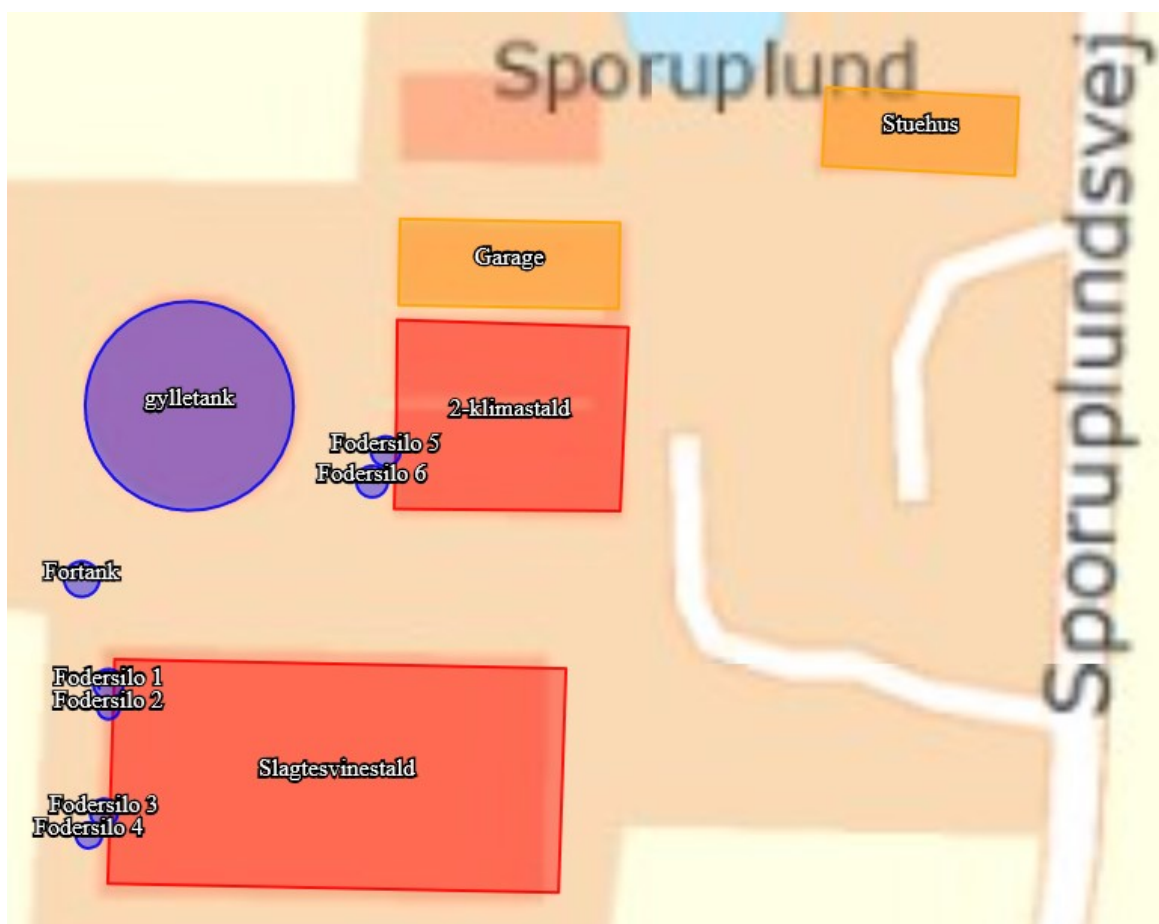 Sporuplund
Stuehus
Sporuplundsvej
Garage
gylletank
2-klimastald
Fodersilo 5
Fodersilo 6
Fortank
Fodersilo 1
Fodersilo 2
Slagtesvinestald
Fodersilo 3
Fodersilo 4